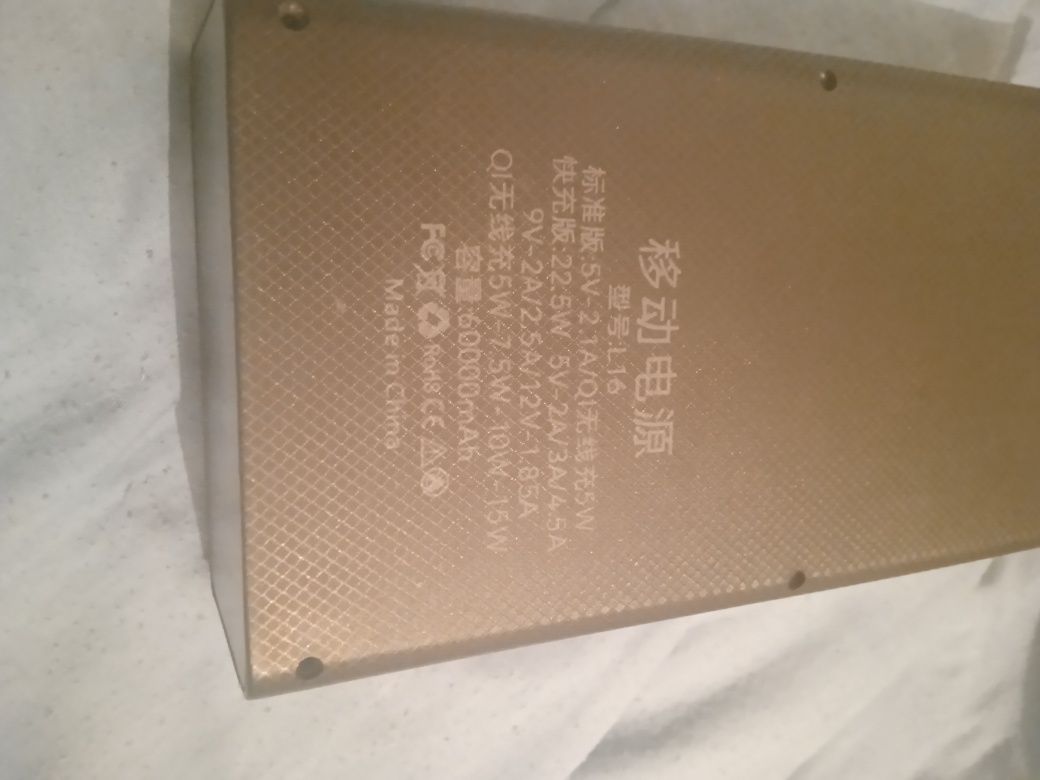 移动电源
型号:L16
标准版:5V-2.1A/QI无线充5W
快充版:22.5W 5V-2A/3A/4.5A
9V-2A/2.5A/12V-1.85A
QI无线充5W-7.5W-10W-15W
容量:60000mAh
FC RoHS CE
Made in China